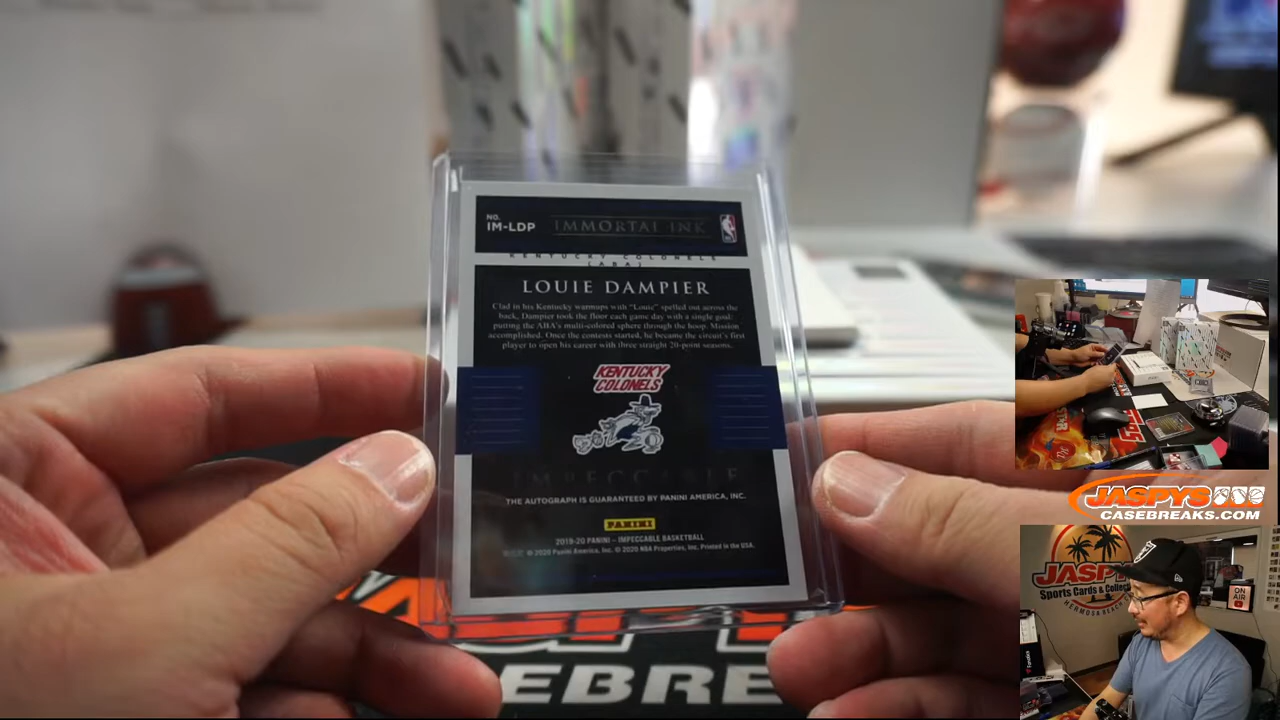 NO.
IM-LDP
IMMORTAL INK
KENTUCKY COLONELS
(ABA)
LOUIE DAMPIER
Clad in his Kentucky warmups with "Louie" spelled out across the
back, Dampier took the floor each game day with a single goal:
putting the ABA's multi-colored sphere through the hoop. Mission
accomplished. Once the contests started, he became the circuit's first
player to open his career with three straight 20-point seasons.
KENTUCKY
COLONELS
IMPECCABLE
THE AUTOGRAPH IS GUARANTEED BY PANINI AMERICA, INC.
PANINI
2019-20 PANINI – IMPECCABLE BASKETBALL
© 2020 Panini America, Inc. © 2020 NBA Properties, Inc. Printed in the USA.
EBRE
JASPYS
CASEBREAKS.COM
JASPY'S
Sports Cards &
HERMOSA BEACH
ON
AIR